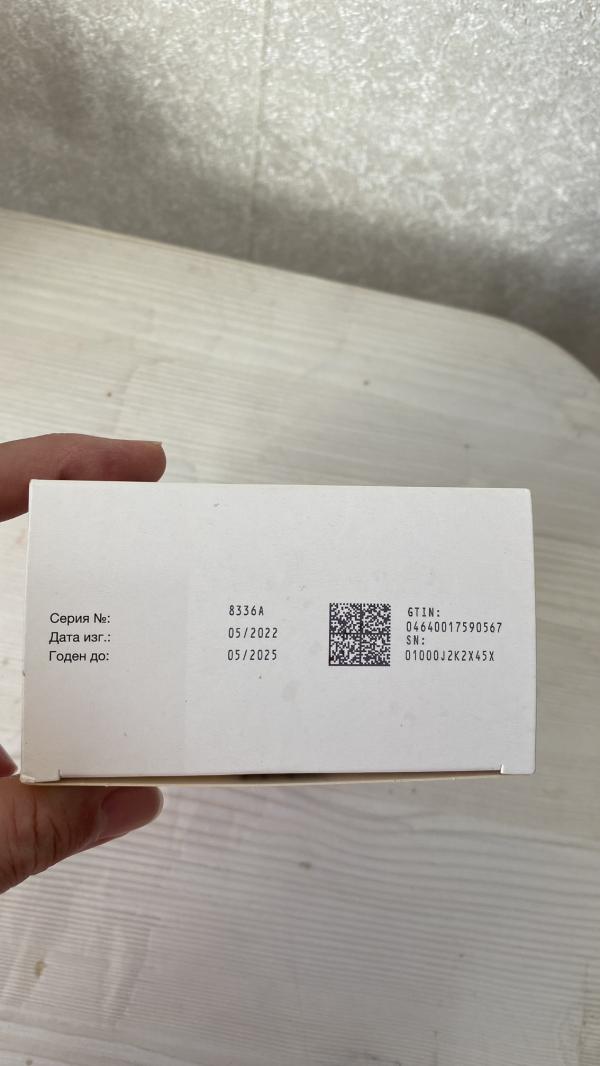 Серия №: 8336A
Дата изг.: 05/2022
Годен до: 05/2025
GTIN:
04640017590567
SN:
01000J2K2X45X